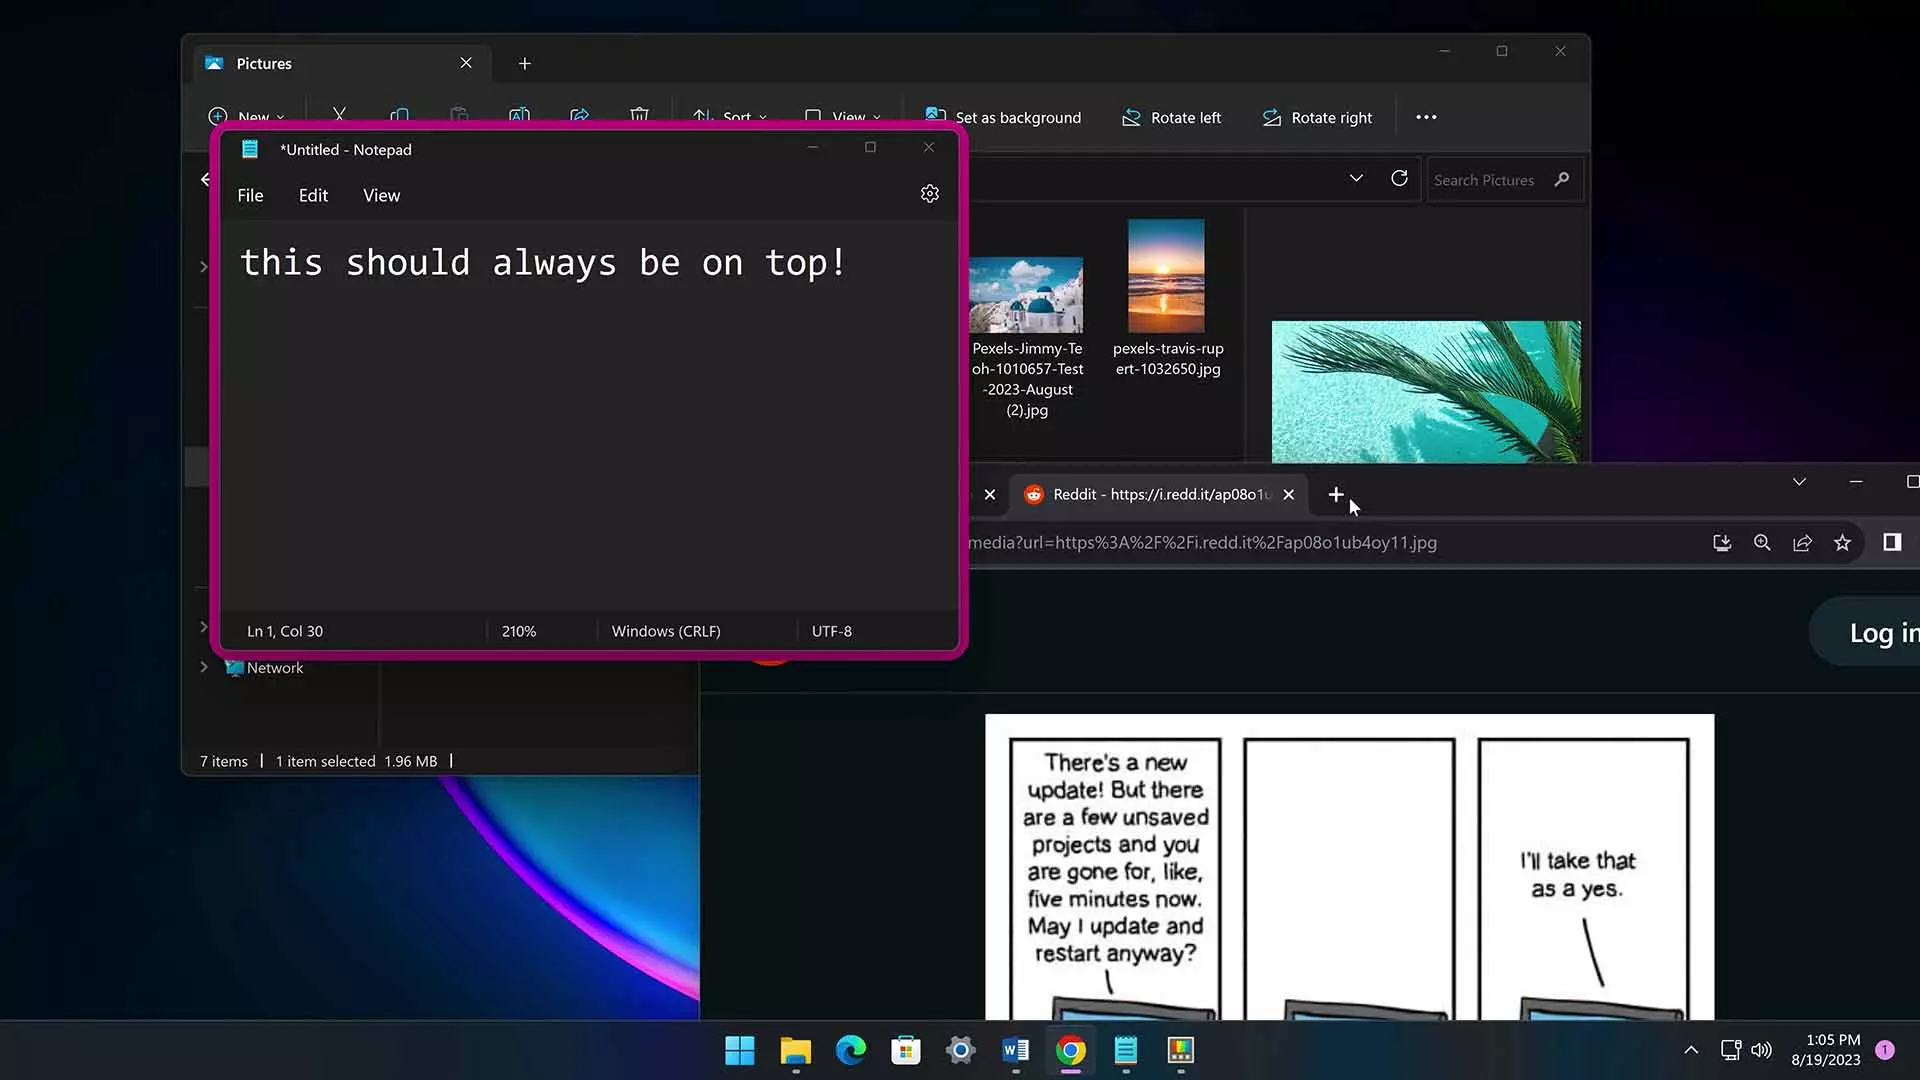 Pictures
New
Sort
View
Set as background
Rotate left
Rotate right
*Untitled - Notepad
File
Edit
View
Search Pictures
this should always be on top!
Pexels-Jimmy-Te
oh-1010657-Test
-2023-August
(2).jpg
pexels-travis-rup
ert-1032650.jpg
Reddit - https://i.redd.it/ap08o1u
media?url=https%3A%2F%2Fi.redd.it%2Fap08o1ub4oy11.jpg
Ln 1, Col 30
210%
Windows (CRLF)
UTF-8
Log in
Network
7 items
1 item selected 1.96 MB
There's a new
update! But there
are a few unsaved
projects and you
are gone for, like,
five minutes now.
May I update and
restart anyway?
I'll take that
as a yes.
1:05 PM
8/19/2023
1